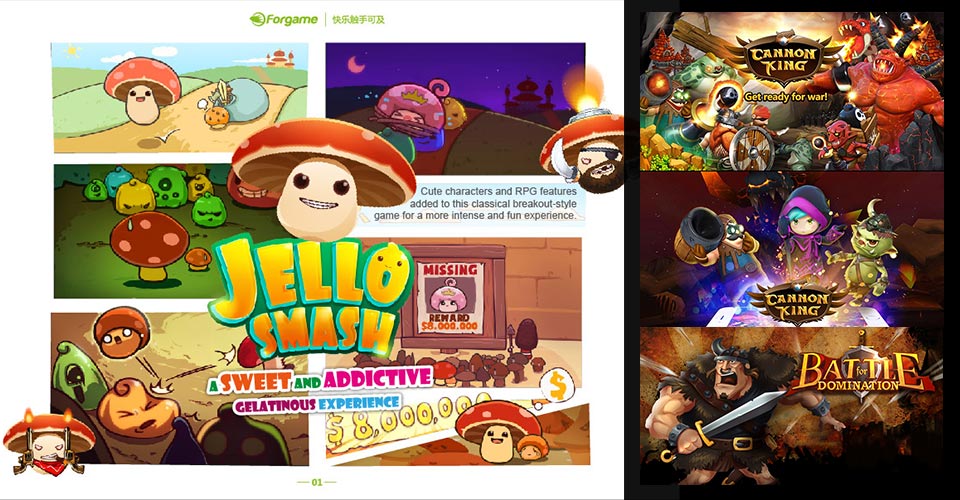 Forgame 快乐触手可及
Cute characters and RPG features
added to this classical breakout-style
game for a more intense and fun experience.
JELLO
SMASH
MISSING
REWARD
$8.000.000
A SWEET AND ADDICTIVE
GELATINOUS EXPERIENCE
$
$8,000,000
01
CANNON
KING
Get ready for war!
CANNON
KING
BATTLE
for
DOMINATION